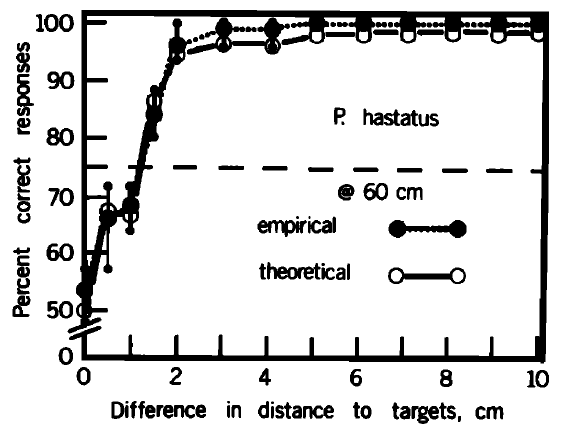 100
90
80
70
60
50
0
Percent correct responses
P. hastatus
@ 60 cm
empirical
theoretical
0 2 4 6 8 10
Difference in distance to targets, cm